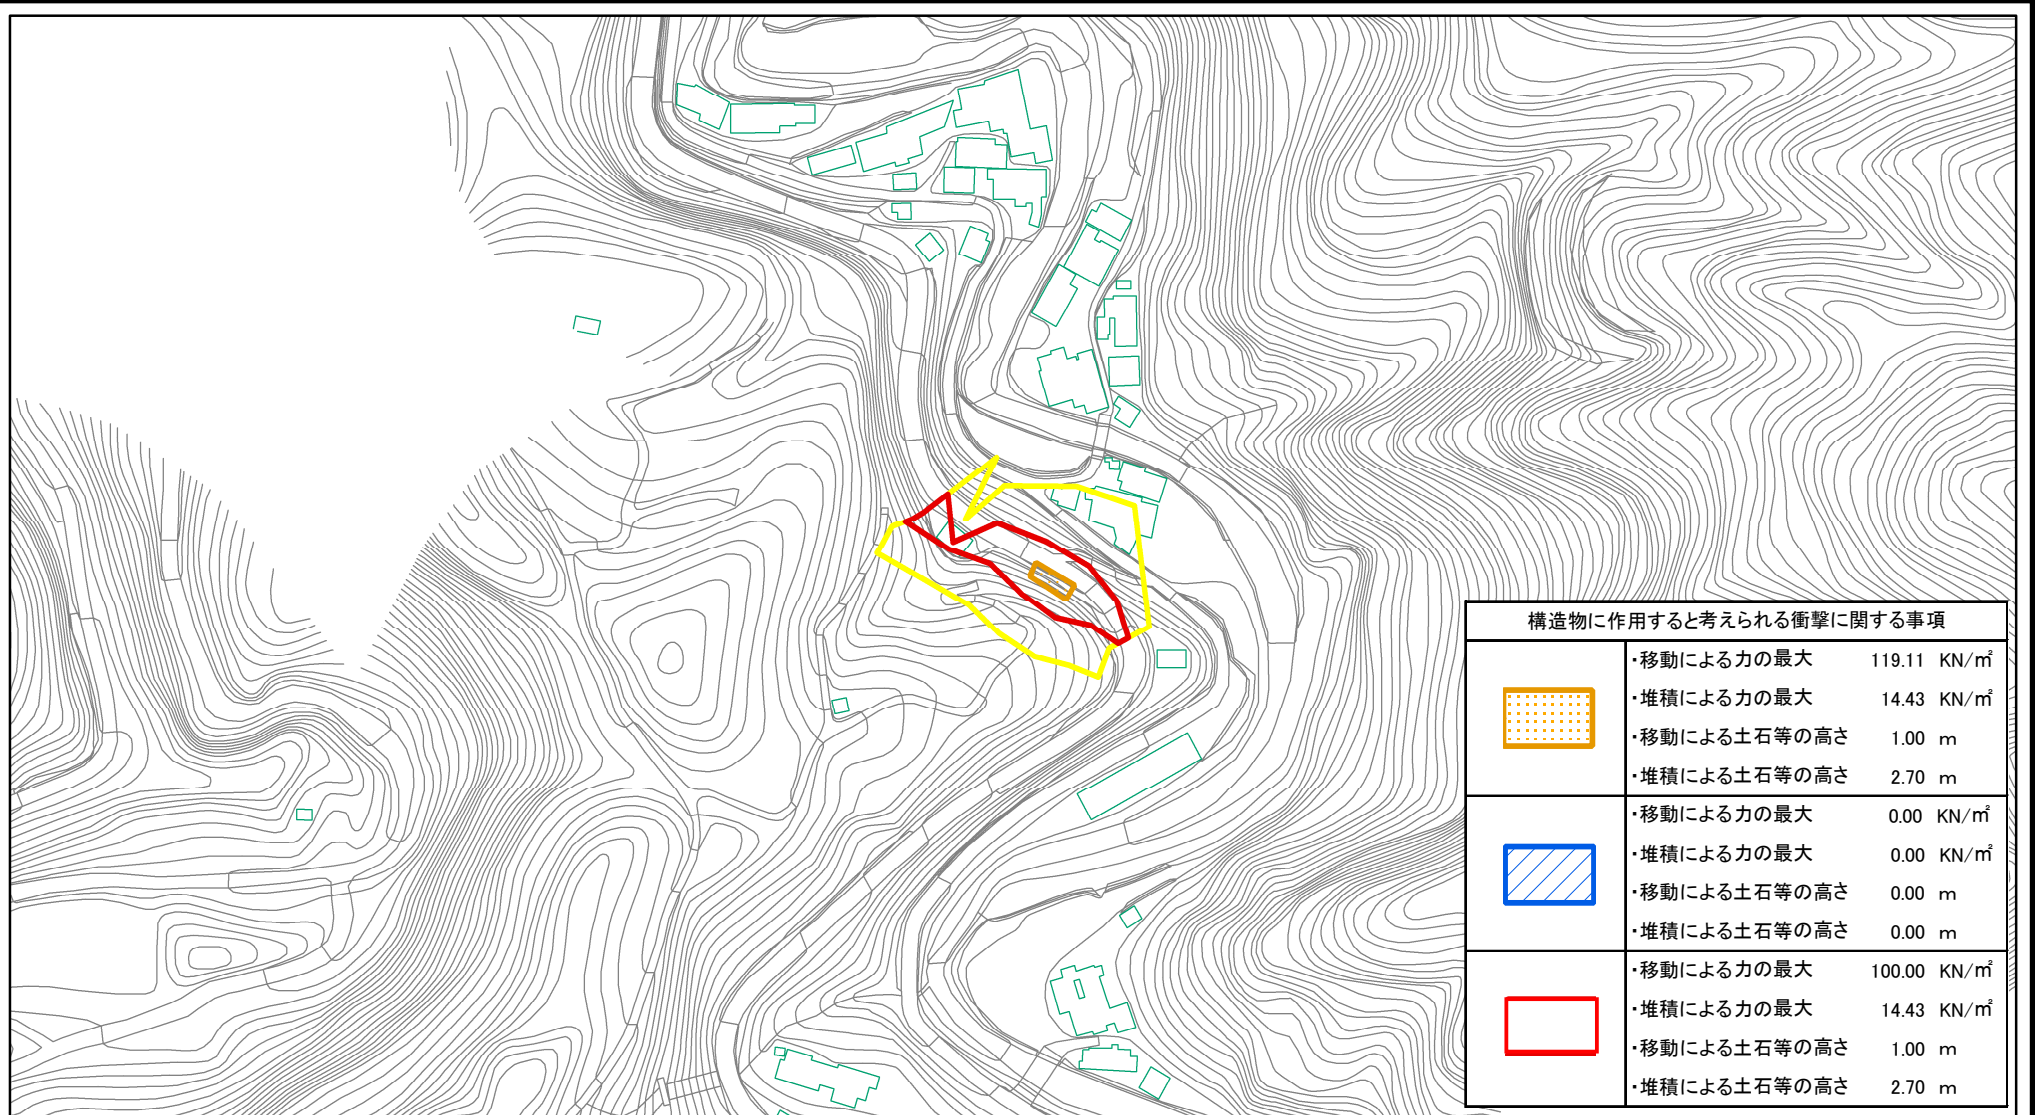 構造物に作用すると考えられる衝撃に関する事項
・移動による力の最大 119.11 KN/㎡
・堆積による力の最大 14.43 KN/㎡
・移動による土石等の高さ 1.00 m
・堆積による土石等の高さ 2.70 m
・移動による力の最大 0.00 KN/㎡
・堆積による力の最大 0.00 KN/㎡
・移動による土石等の高さ 0.00 m
・堆積による土石等の高さ 0.00 m
・移動による力の最大 100.00 KN/㎡
・堆積による力の最大 14.43 KN/㎡
・移動による土石等の高さ 1.00 m
・堆積による土石等の高さ 2.70 m